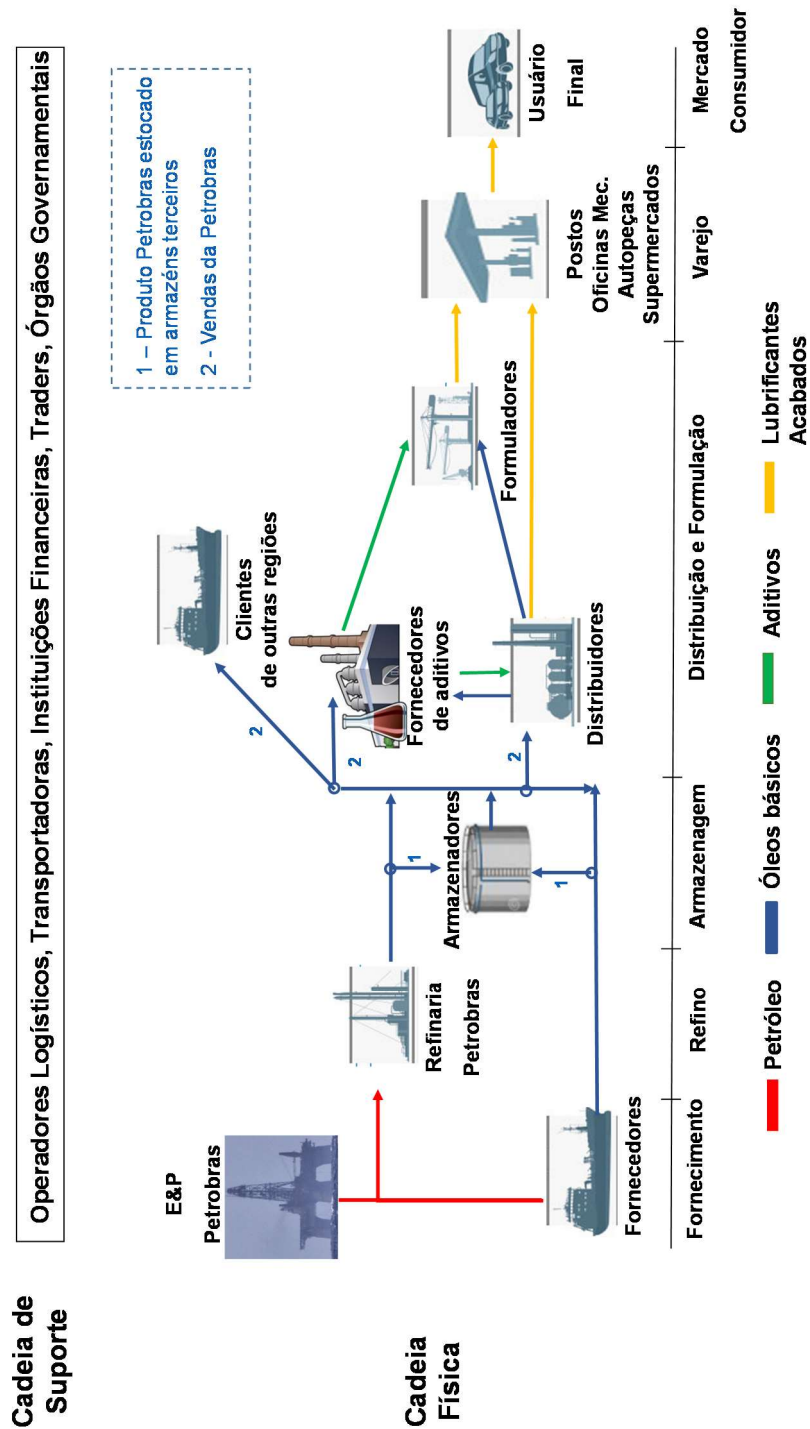 Cadeia de
Suporte
Operadores Logísticos, Transportadoras, Instituições Financeiras, Traders, Órgãos Governamentais
1 – Produto Petrobras estocado
em armazéns terceiros
2 - Vendas da Petrobras
Cadeia
Física
E&P
Petrobras
Refinaria
Petrobras
Fornecedores
Armazenadores
1
1
2
2
2
Clientes
de outras regiões
Fornecedores
de aditivos
Distribuidores
Formuladores
Postos
Oficinas Mec.
Autopeças
Supermercados
Usuário
Final
Fornecimento
Refino
Armazenagem
Distribuição e Formulação
Varejo
Mercado
Consumidor
Petróleo
Óleos básicos
Aditivos
Lubrificantes
Acabados